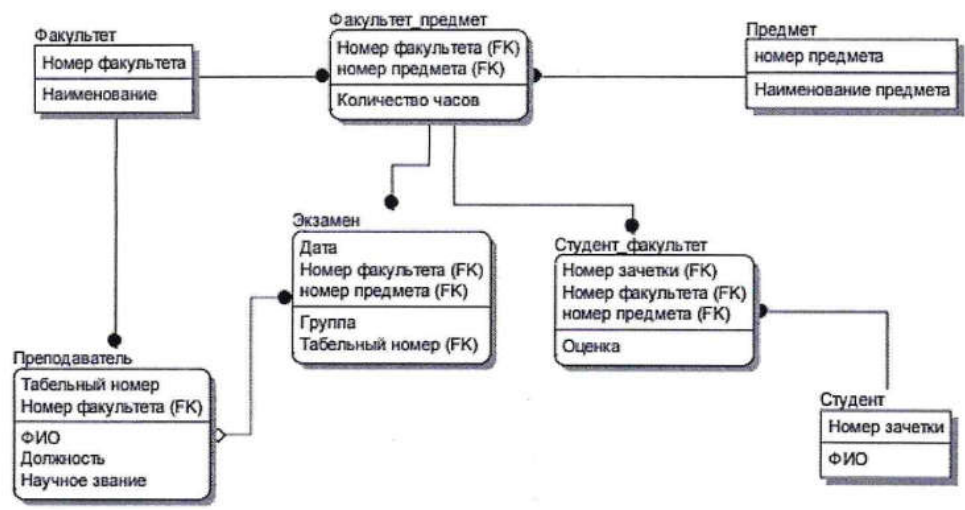 Факультет
Номер факультета
Наименование
Факультет_предмет
Номер факультета (FK)
номер предмета (FK)
Количество часов
Предмет
номер предмета
Наименование предмета
Экзамен
Дата
Номер факультета (FK)
номер предмета (FK)
Группа
Табельный номер (FK)
Студент_факультет
Номер зачетки (FK)
Номер факультета (FK)
номер предмета (FK)
Оценка
Преподаватель
Табельный номер
Номер факультета (FK)
ФИО
Должность
Научное звание
Студент
Номер зачетки
ФИО